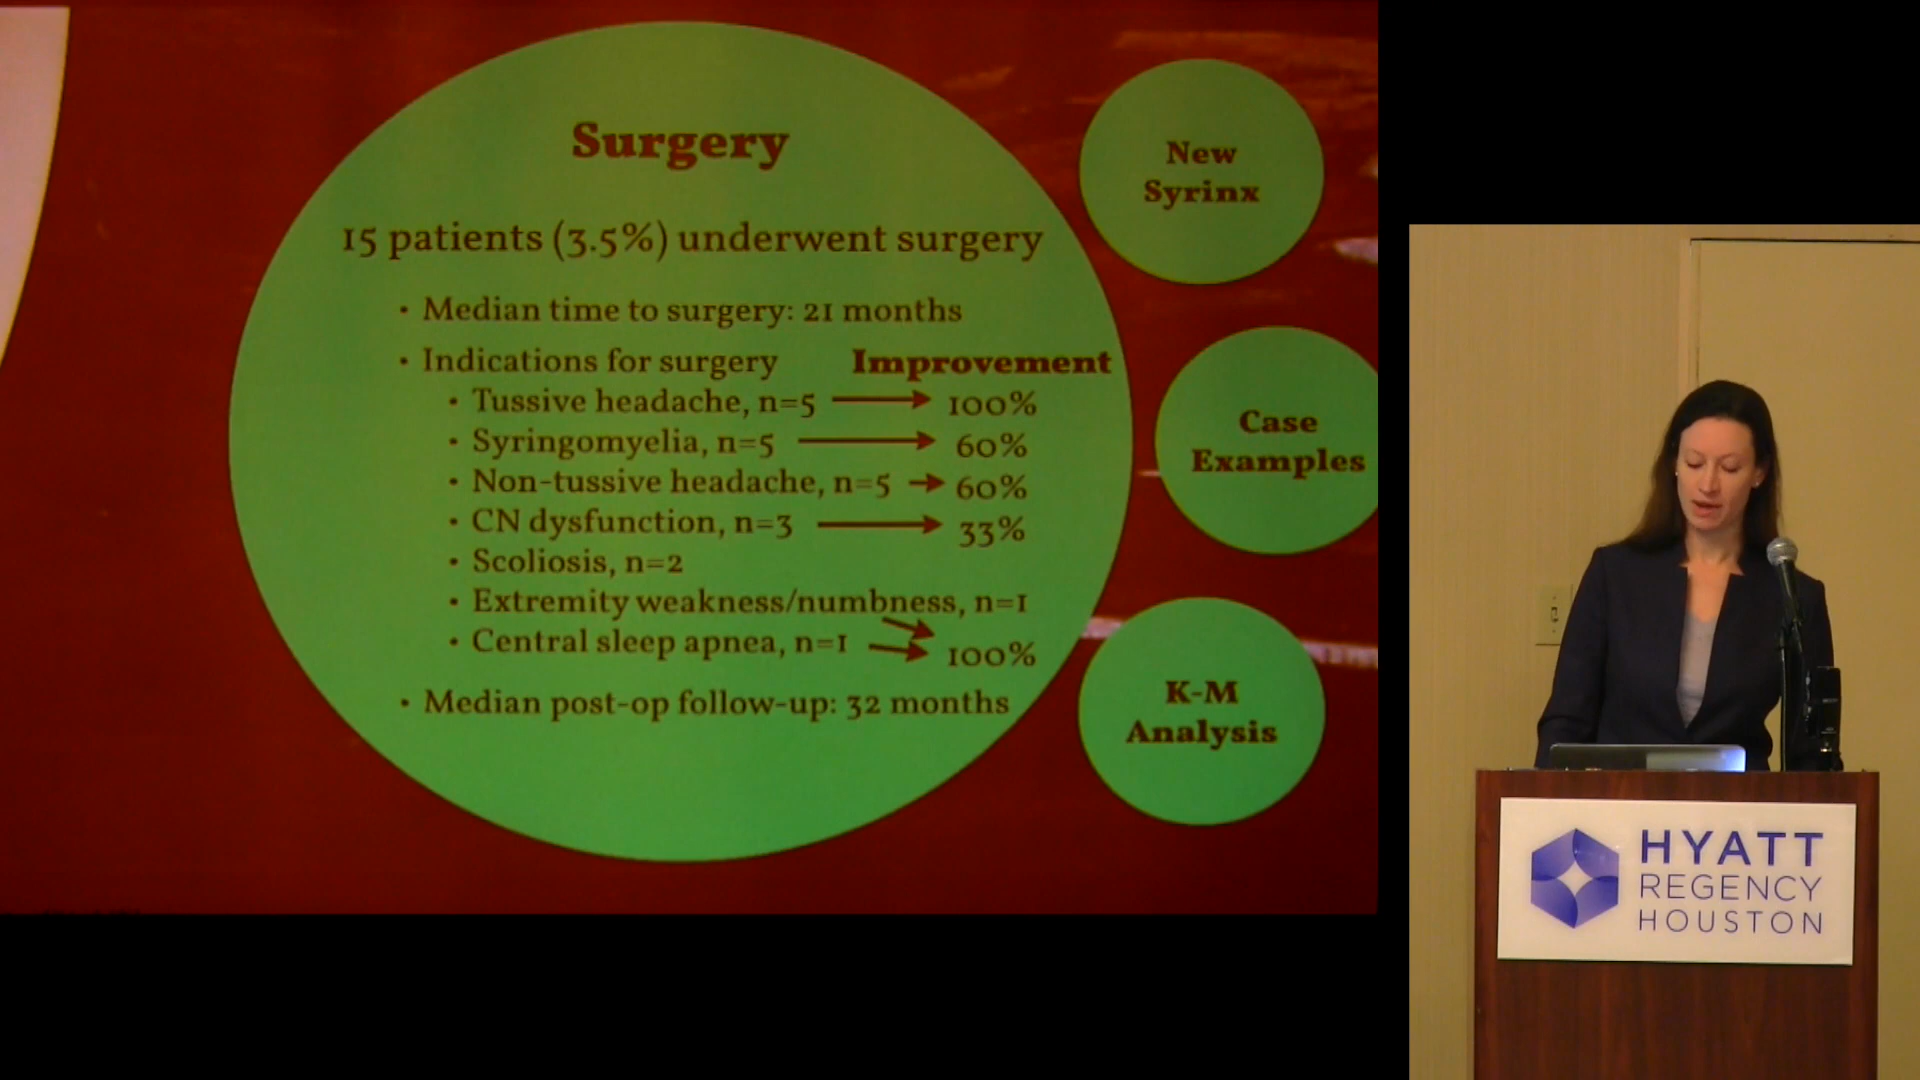 Surgery
15 patients (3.5%) underwent surgery
• Median time to surgery: 21 months
• Indications for surgery Improvement
• Tussive headache, n=5 100%
• Syringomyelia, n=5 60%
• Non-tussive headache, n=5 60%
• CN dysfunction, n=3 33%
• Scoliosis, n=2
• Extremity weakness/numbness, n=1
• Central sleep apnea, n=1 100%
• Median post-op follow-up: 32 months
New
Syrinx
Case
Examples
K-M
Analysis
HYATT
REGENCY
HOUSTON